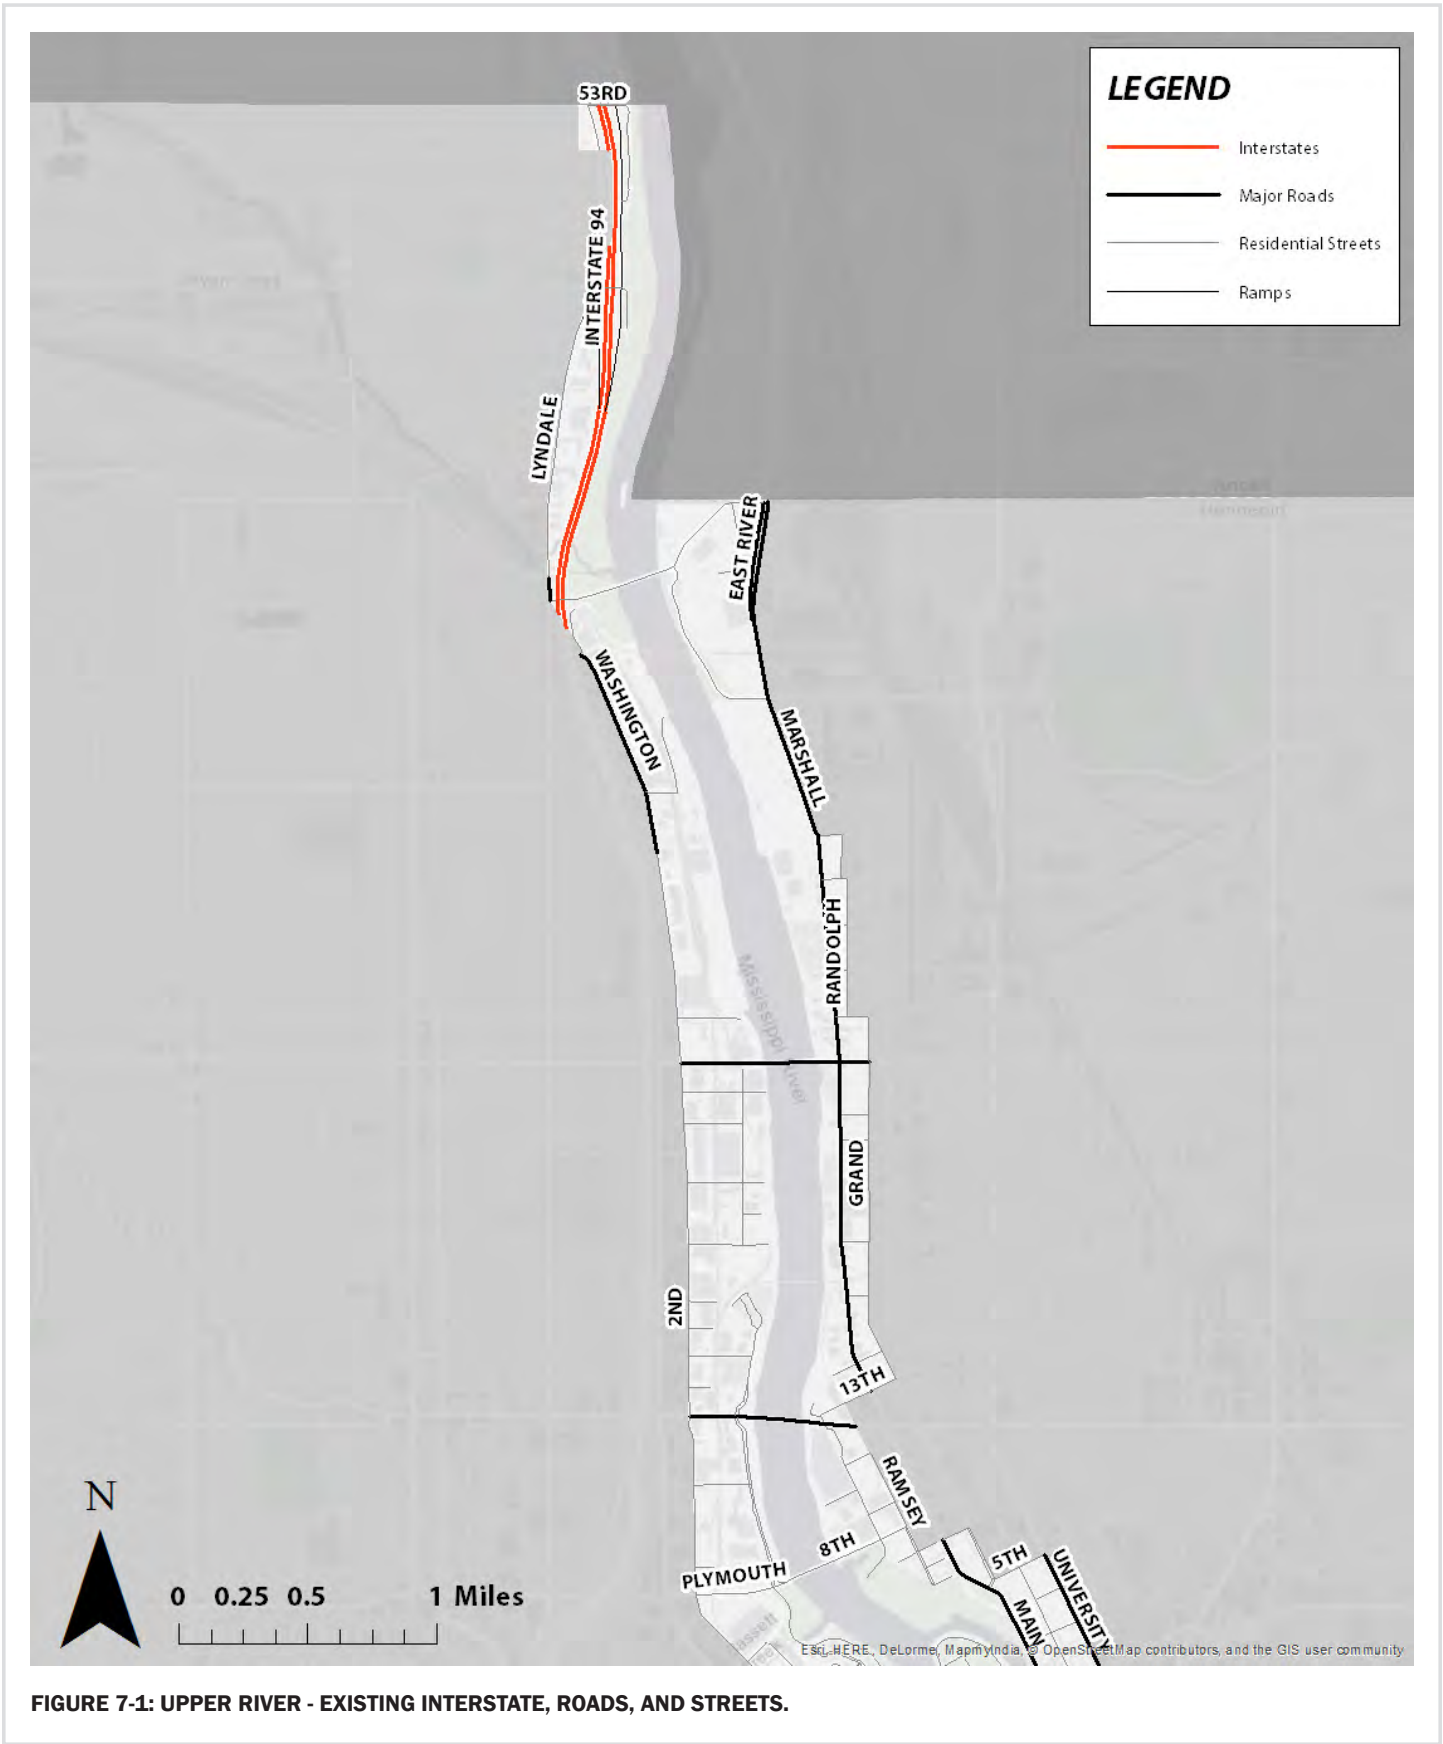 53RD
LEGEND
Interstates
Major Roads
Residential Streets
Ramps
INTERSTATE 94
LYNDALE
EAST RIVER
WASHINGTON
MARSHALL
RANDOLPH
Mississippi River
GRAND
2ND
13TH
RAMSEY
8TH
PLYMOUTH
5TH
UNIVERSITY
MAIN
N
0 0.25 0.5 1 Miles
Esri, HERE, DeLorme, MapmyIndia, © OpenStreetMap contributors, and the GIS user community
FIGURE 7-1: UPPER RIVER - EXISTING INTERSTATE, ROADS, AND STREETS.